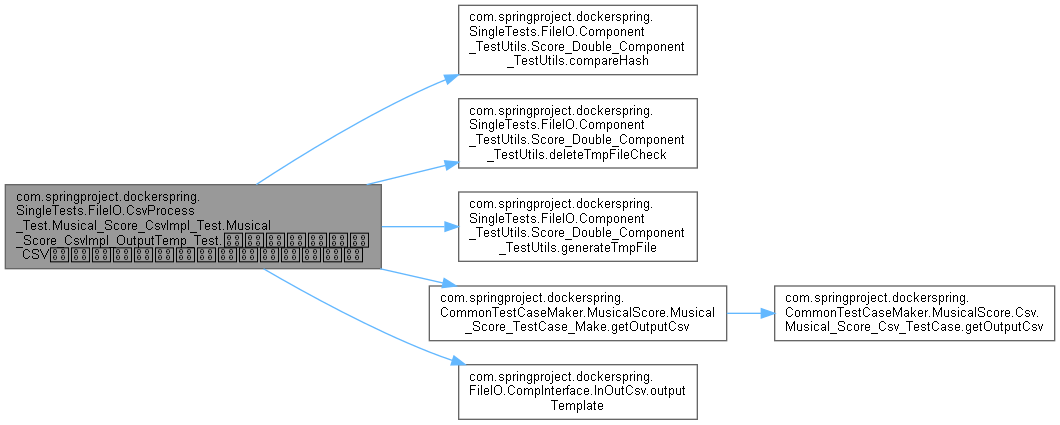 com.springproject.dockerspring.
SingleTests.FileIO.Component
_TestUtils.Score_Double_Component
_TestUtils.compareHash
com.springproject.dockerspring.
SingleTests.FileIO.Component
_TestUtils.Score_Double_Component
_TestUtils.deleteTmpFileCheck
com.springproject.dockerspring.
SingleTests.FileIO.CsvProcess
_Test.Musical_Score_CsvImpl_Test.Musical
_Score_CsvImpl_OutputTemp_Test.
_CSV
com.springproject.dockerspring.
SingleTests.FileIO.Component
_TestUtils.Score_Double_Component
_TestUtils.generateTmpFile
com.springproject.dockerspring.
CommonTestCaseMaker.MusicalScore.Musical
_Score_TestCase_Make.getOutputCsv
com.springproject.dockerspring.
CommonTestCaseMaker.MusicalScore.Csv.
Musical_Score_Csv_TestCase.getOutputCsv
com.springproject.dockerspring.
FileIO.CompInterface.InOutCsv.output
Template